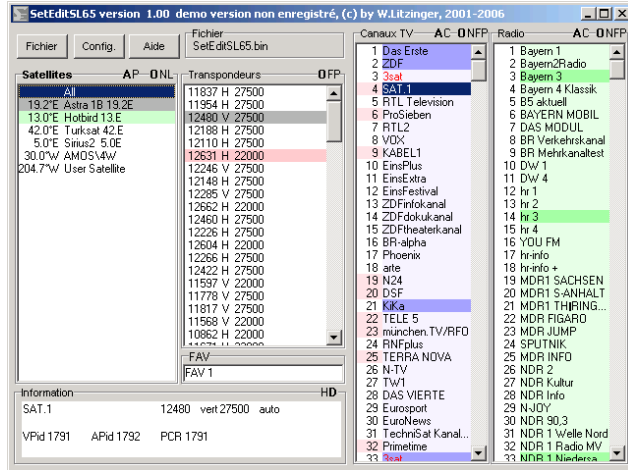 SetEditSL65 version 1.00 demo version non enregistré, (c) by W.Litzinger, 2001-2006
Fichier Config. Aide
Fichier
SetEditSL65.bin
Satellites AP ONL
All
19.2°E Astra 1B 19.2E
13.0°E Hotbird 13.E
42.0°E Turksat 42.E
5.0°E Sirius2 5.0E
30.0°W AMOS\4W
204.7°W User Satellite
Transpondeurs OFP
11837 H 27500
11954 H 27500
12480 V 27500
12188 H 27500
12110 H 27500
12631 H 22000
12246 V 27500
12148 H 27500
12285 V 27500
12662 H 22000
12460 H 27500
12226 H 27500
12604 H 22000
12266 H 27500
12422 H 27500
11597 V 22000
11778 V 27500
11817 V 27500
11568 V 22000
10862 H 22000
FAV
FAV 1
Information HD
SAT.1 12480 vert 27500 auto
VPid 1791 APid 1792 PCR 1791
Canaux TV AC ONFP
1 Das Erste
2 ZDF
3 3sat
4 SAT.1
5 RTL Television
6 ProSieben
7 RTL2
8 VOX
9 KABEL1
10 EinsPlus
11 EinsExtra
12 EinsFestival
13 ZDFinfokanal
14 ZDFdokukanal
15 ZDFtheaterkanal
16 BR-alpha
17 Phoenix
18 arte
19 N24
20 DSF
21 KiKa
22 TELE 5
23 münchen.TV/RFO
24 RNFplus
25 TERRA NOVA
26 N-TV
27 TW1
28 DAS VIERTE
29 Eurosport
30 EuroNews
31 TechniSat Kanal...
32 Primetime
33 3sat
Radio AC ONFP
1 Bayern 1
2 Bayern2Radio
3 Bayern 3
4 Bayern 4 Klassik
5 B5 aktuell
6 BAYERN MOBIL
7 DAS MODUL
8 BR Verkehrskanal
9 BR Mehrkanaltest
10 DW 1
11 DW 4
12 hr 1
13 hr 2
14 hr 3
15 hr 4
16 YOU FM
17 hr-info
18 hr-info +
19 MDR1 SACHSEN
20 MDR1 S-ANHALT
21 MDR1 THÜRING...
22 MDR FIGARO
23 MDR JUMP
24 SPUTNIK
25 MDR INFO
26 NDR 2
27 NDR Kultur
28 NDR Info
29 N-JOY
30 NDR 90,3
31 NDR 1 Welle Nord
32 NDR 1 Radio MV
33 NDR 1 Niedersa